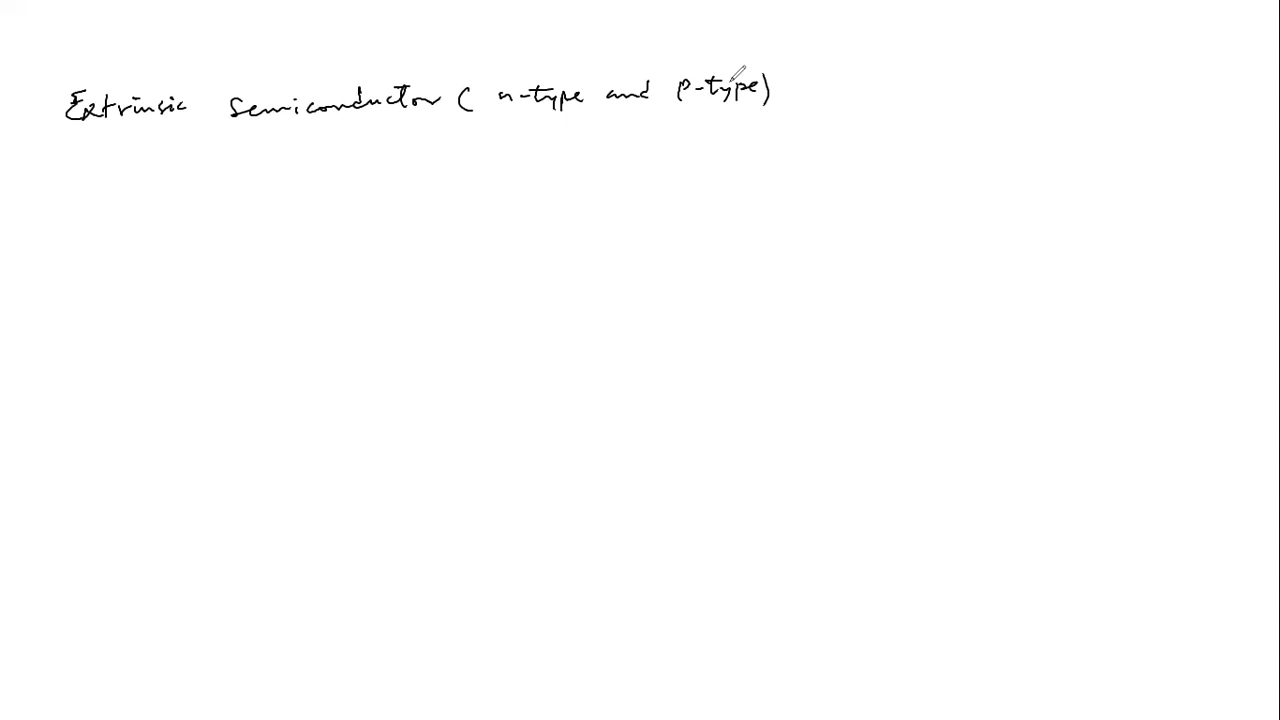 Extrinsic Semiconductor ( n-type and p-type)